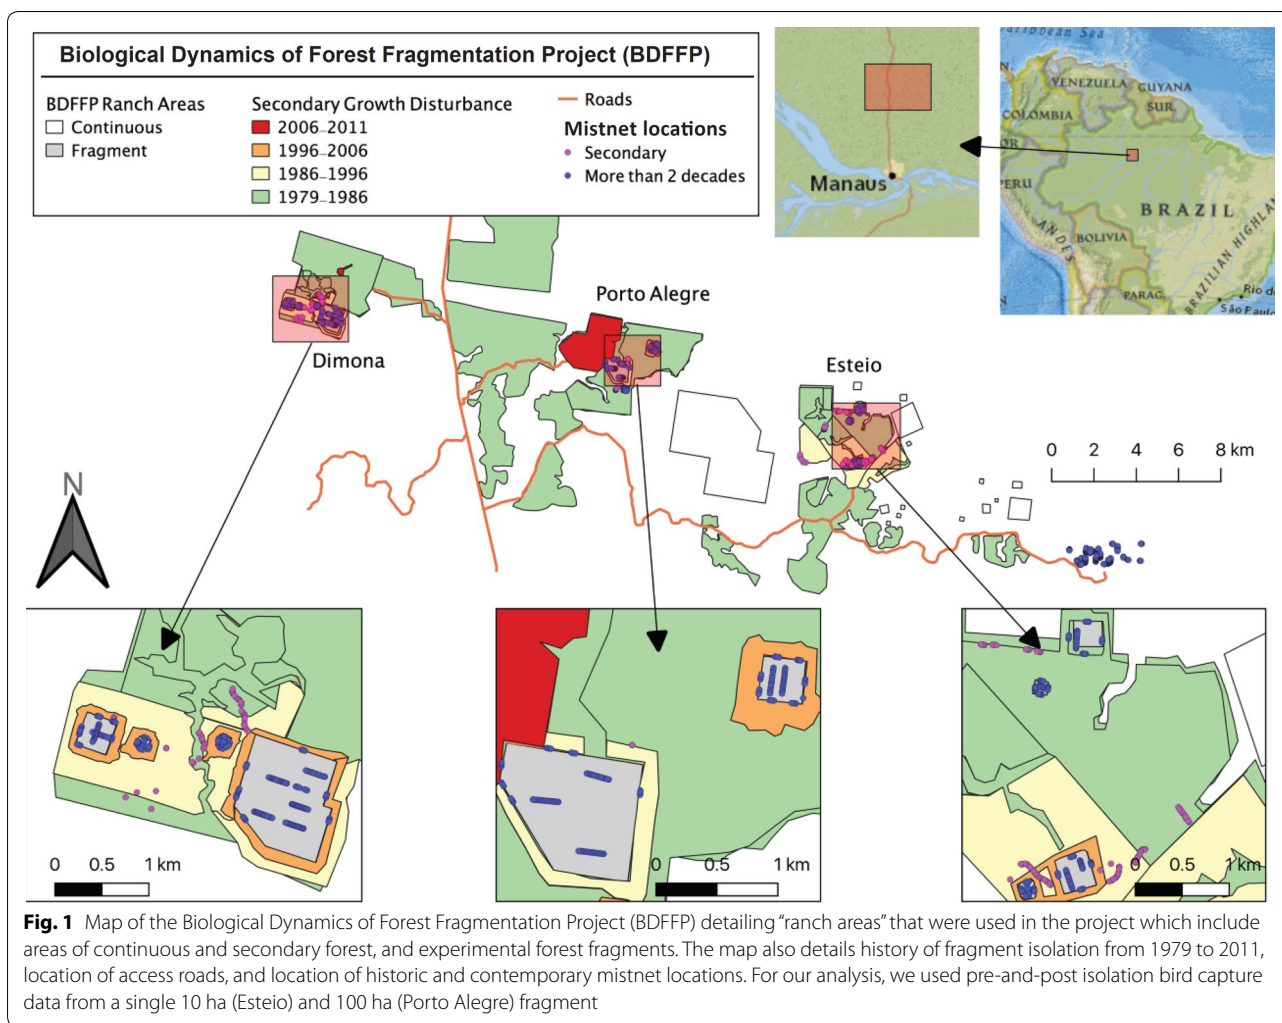 Biological Dynamics of Forest Fragmentation Project (BDFFP)
BDFFP Ranch Areas
Continuous
Fragment
Secondary Growth Disturbance
2006–2011
1996–2006
1986–1996
1979–1986
Roads
Mistnet locations
Secondary
More than 2 decades
Manaus
Caribbean Sea
VENEZUELA
GUYANA
SUR.
COLOMBIA
PERU
BRAZIL
BOLIVIA
ANDES
PARAG.
BRAZILIAN HIGHLAN
Rio d
São Paul
Dimona
Porto Alegre
Esteio
0 2 4 6 8 km
N
0 0.5 1 km
0 0.5 1 km
0 0.5 1 km
Fig. 1 Map of the Biological Dynamics of Forest Fragmentation Project (BDFFP) detailing “ranch areas” that were used in the project which include
areas of continuous and secondary forest, and experimental forest fragments. The map also details history of fragment isolation from 1979 to 2011,
location of access roads, and location of historic and contemporary mistnet locations. For our analysis, we used pre-and-post isolation bird capture
data from a single 10 ha (Esteio) and 100 ha (Porto Alegre) fragment